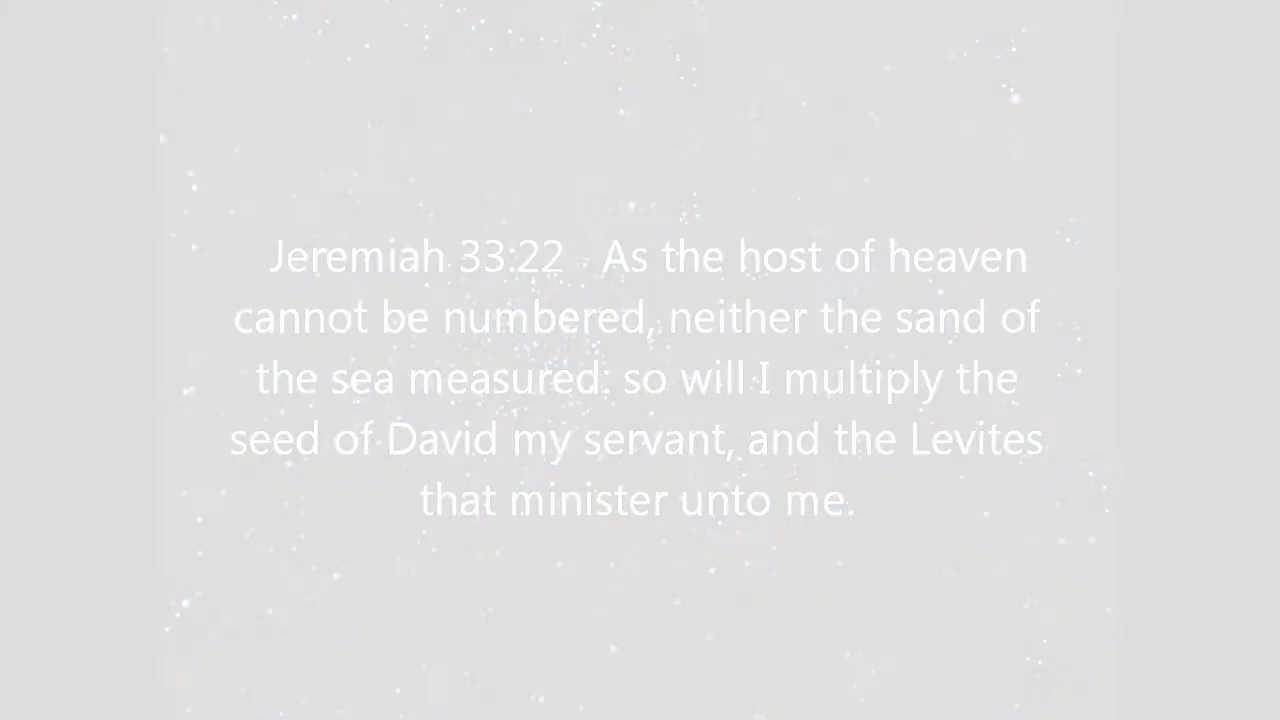 Jeremiah 33:22 As the host of heaven
cannot be numbered, neither the sand of
the sea measured: so will I multiply the
seed of David my servant, and the Levites
that minister unto me.